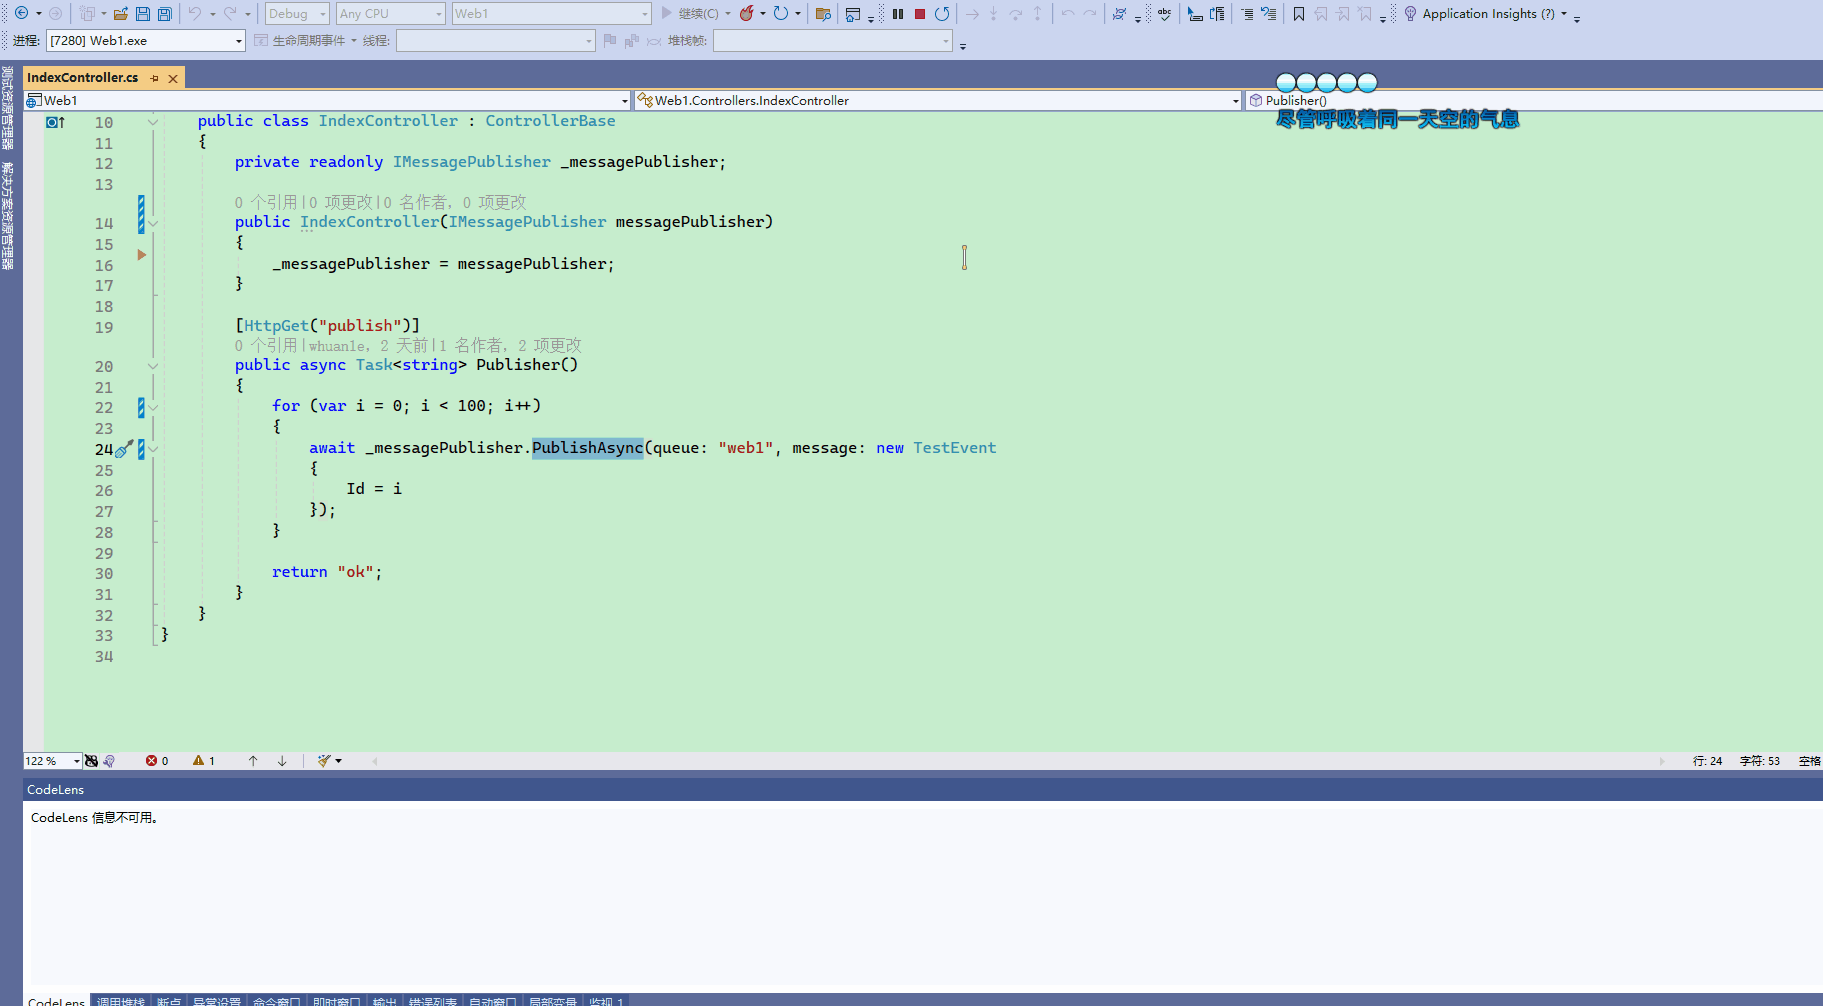 Debug
Any CPU
Web1
继续(C)
Application Insights (?)
进程:
[7280] Web1.exe
生命周期事件
线程:
堆栈帧:
测试资源管理器
解决方案资源管理器
IndexController.cs
Web1
Web1.Controllers.IndexController
Publisher()
尽管呼吸着同一天空的气息
10 public class IndexController : ControllerBase
11 {
12 private readonly IMessagePublisher _messagePublisher;
13
0 个引用|0 项更改|0 名作者, 0 项更改
14 public IndexController(IMessagePublisher messagePublisher)
15 {
16 _messagePublisher = messagePublisher;
17 }
18
19 [HttpGet("publish")]
0 个引用|whuanle, 2 天前|1 名作者, 2 项更改
20 public async Task<string> Publisher()
21 {
22 for (var i = 0; i < 100; i++)
23 {
24 await _messagePublisher.PublishAsync(queue: "web1", message: new TestEvent
25 {
26 Id = i
27 });
28 }
29
30 return "ok";
31 }
32 }
33 }
34
122 %
0
1
行: 24
字符: 53
空格
CodeLens
CodeLens 信息不可用。
CodeLens
调用堆栈
断点
异常设置
命令窗口
即时窗口
输出
错误列表
自动窗口
局部变量
监视 1